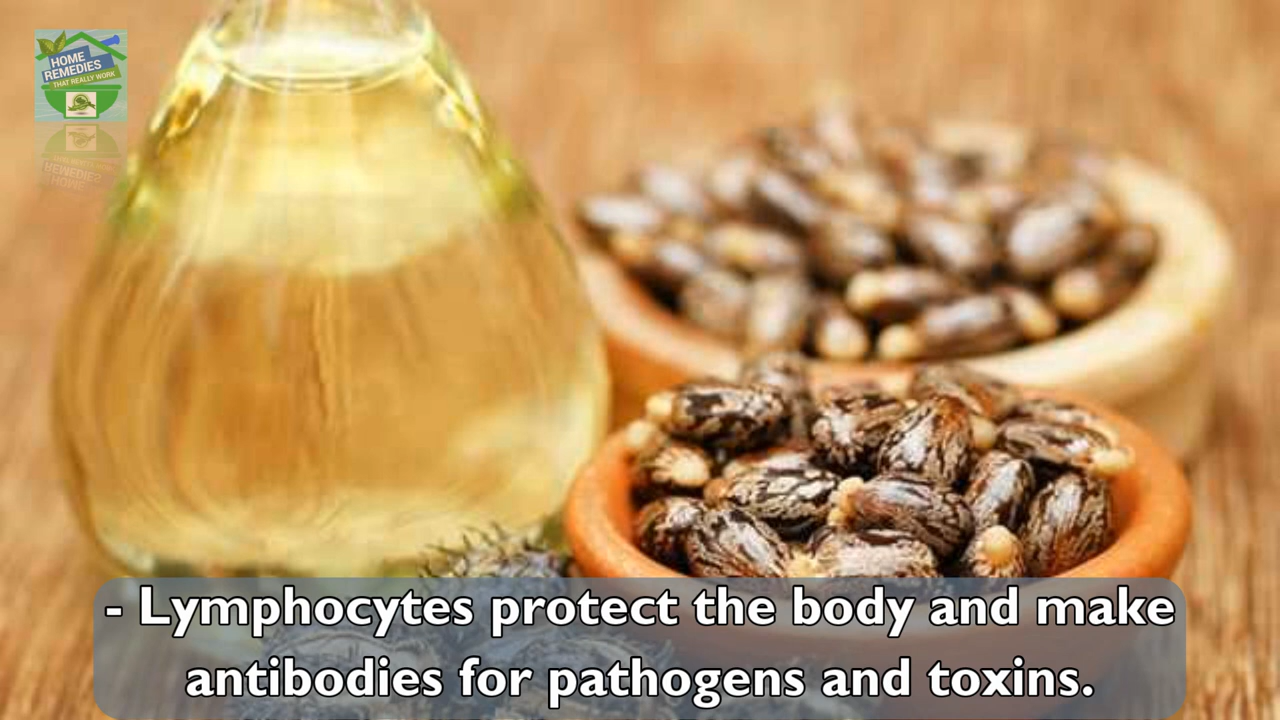 HOME
REMEDIES
THAT REALLY WORK
- Lymphocytes protect the body and make
antibodies for pathogens and toxins.